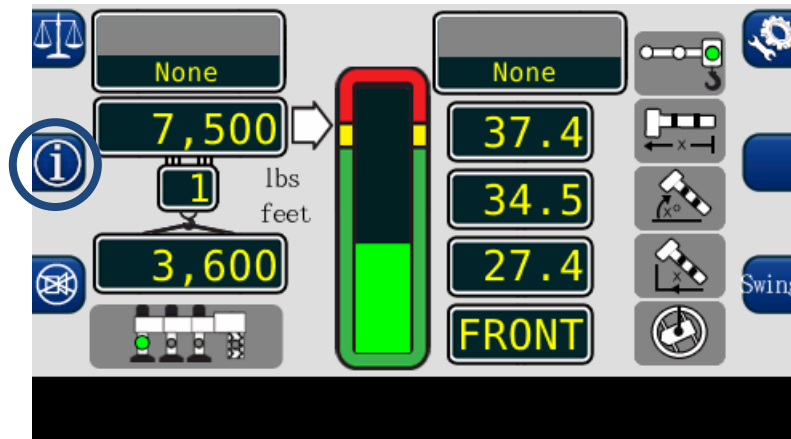 None
7,500
1
lbs
feet
3,600
None
37.4
x
34.5
x°
27.4
x
FRONT
Swing